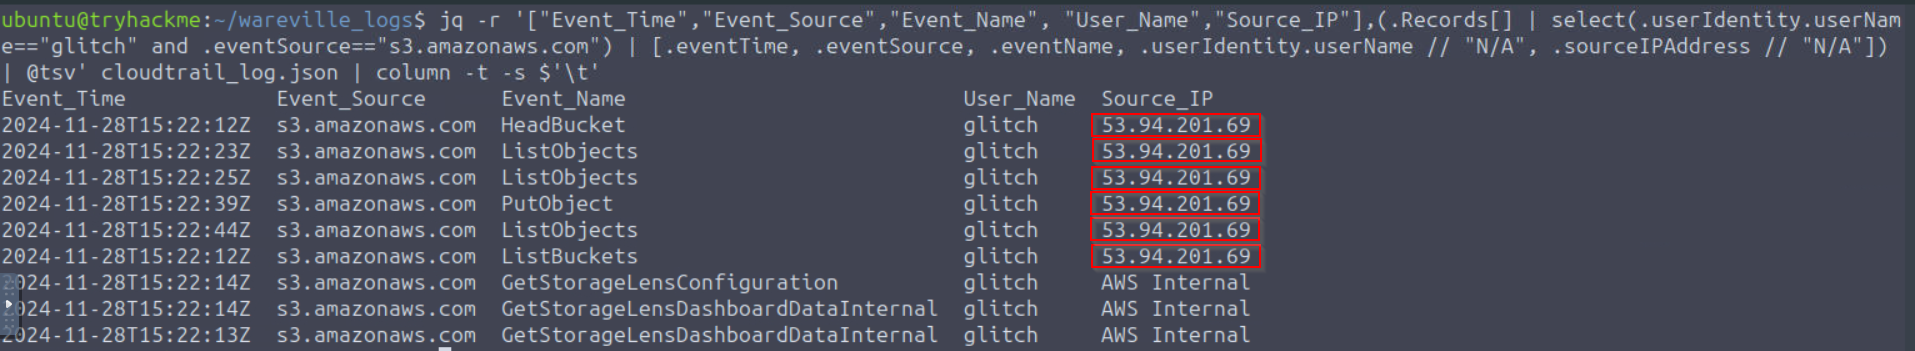 ubuntu@tryhackme:~/wareville_logs$ jq -r '["Event_Time","Event_Source","Event_Name", "User_Name","Source_IP"],(.Records[] | select(.userIdentity.userNam
e=="glitch" and .eventSource=="s3.amazonaws.com") | [.eventTime, .eventSource, .eventName, .userIdentity.userName // "N/A", .sourceIPAddress // "N/A"])
| @tsv' cloudtrail_log.json | column -t -s $'\t'
Event_Time            Event_Source      Event_Name                            User_Name  Source_IP
2024-11-28T15:22:12Z  s3.amazonaws.com  HeadBucket                            glitch     53.94.201.69
2024-11-28T15:22:23Z  s3.amazonaws.com  ListObjects                           glitch     53.94.201.69
2024-11-28T15:22:25Z  s3.amazonaws.com  ListObjects                           glitch     53.94.201.69
2024-11-28T15:22:39Z  s3.amazonaws.com  PutObject                             glitch     53.94.201.69
2024-11-28T15:22:44Z  s3.amazonaws.com  ListObjects                           glitch     53.94.201.69
2024-11-28T15:22:12Z  s3.amazonaws.com  ListBuckets                           glitch     53.94.201.69
2024-11-28T15:22:14Z  s3.amazonaws.com  GetStorageLensConfiguration           glitch     AWS Internal
2024-11-28T15:22:14Z  s3.amazonaws.com  GetStorageLensDashboardDataInternal  glitch     AWS Internal
2024-11-28T15:22:13Z  s3.amazonaws.com  GetStorageLensDashboardDataInternal  glitch     AWS Internal